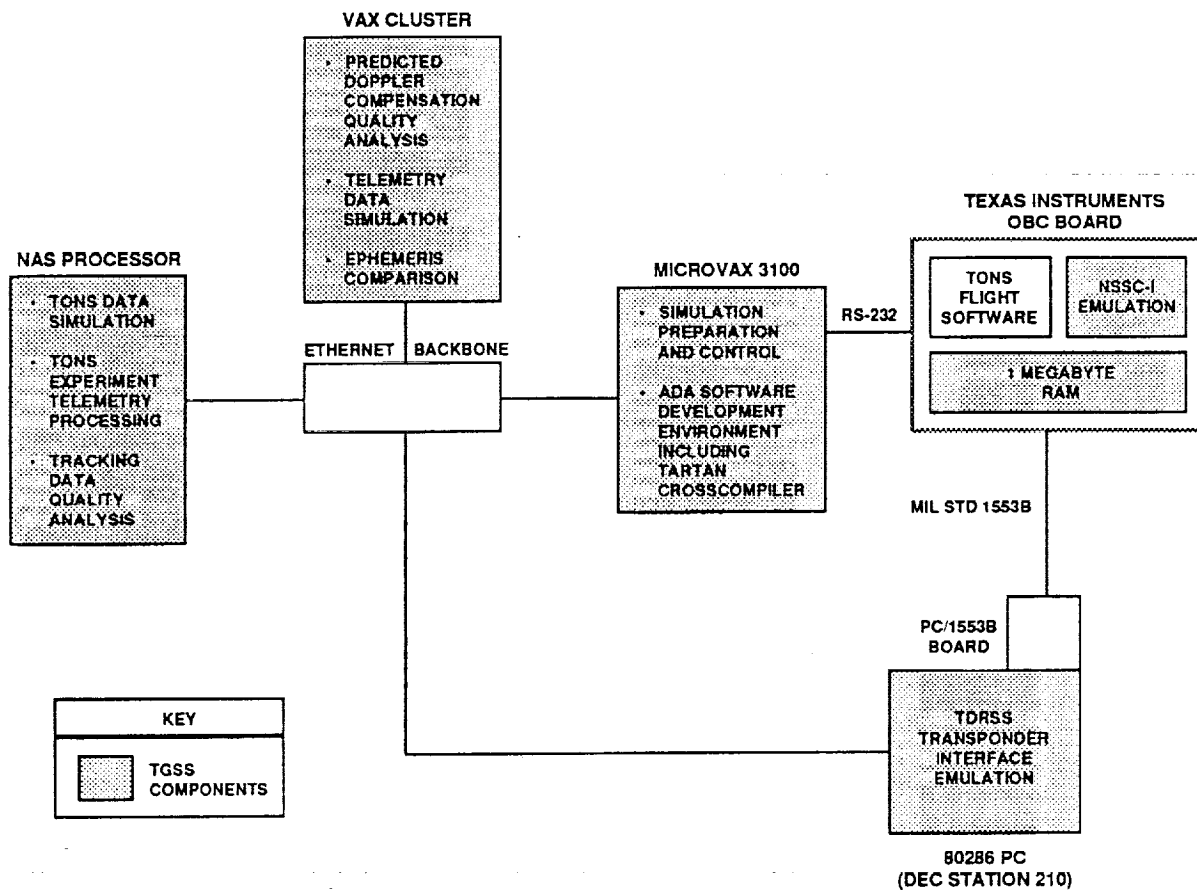 VAX CLUSTER
• PREDICTED
DOPPLER
COMPENSATION
QUALITY
ANALYSIS
• TELEMETRY
DATA
SIMULATION
• EPHEMERIS
COMPARISON
NAS PROCESSOR
• TONS DATA
SIMULATION
• TONS
EXPERIMENT
TELEMETRY
PROCESSING
• TRACKING
DATA
QUALITY
ANALYSIS
ETHERNET BACKBONE
MICROVAX 3100
• SIMULATION
PREPARATION
AND CONTROL
• ADA SOFTWARE
DEVELOPMENT
ENVIRONMENT
INCLUDING
TARTAN
CROSSCOMPILER
RS-232
TEXAS INSTRUMENTS
OBC BOARD
TONS
FLIGHT
SOFTWARE
NSSC-I
EMULATION
1 MEGABYTE
RAM
MIL STD 1553B
PC/1553B
BOARD
TDRSS
TRANSPONDER
INTERFACE
EMULATION
80286 PC
(DEC STATION 210)
KEY
TGSS
COMPONENTS